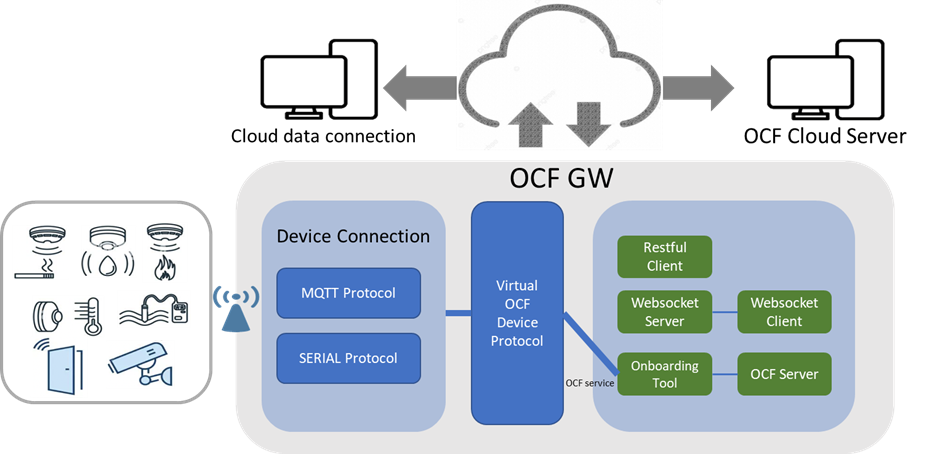 Cloud data connection
OCF Cloud Server
OCF GW
Device Connection
MQTT Protocol
SERIAL Protocol
Virtual
OCF
Device
Protocol
OCF service
Restful
Client
Websocket
Server
Websocket
Client
Onboarding
Tool
OCF Server